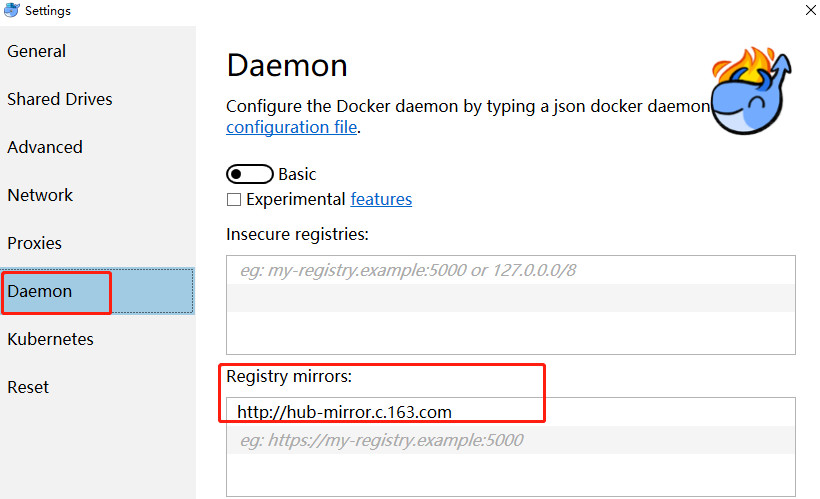 Settings
General
Shared Drives
Advanced
Network
Proxies
Daemon
Kubernetes
Reset
Daemon
Configure the Docker daemon by typing a json docker daemon
configuration file.
Basic
Experimental features
Insecure registries:
eg: my-registry.example:5000 or 127.0.0.0/8
Registry mirrors:
http://hub-mirror.c.163.com
eg: https://my-registry.example:5000